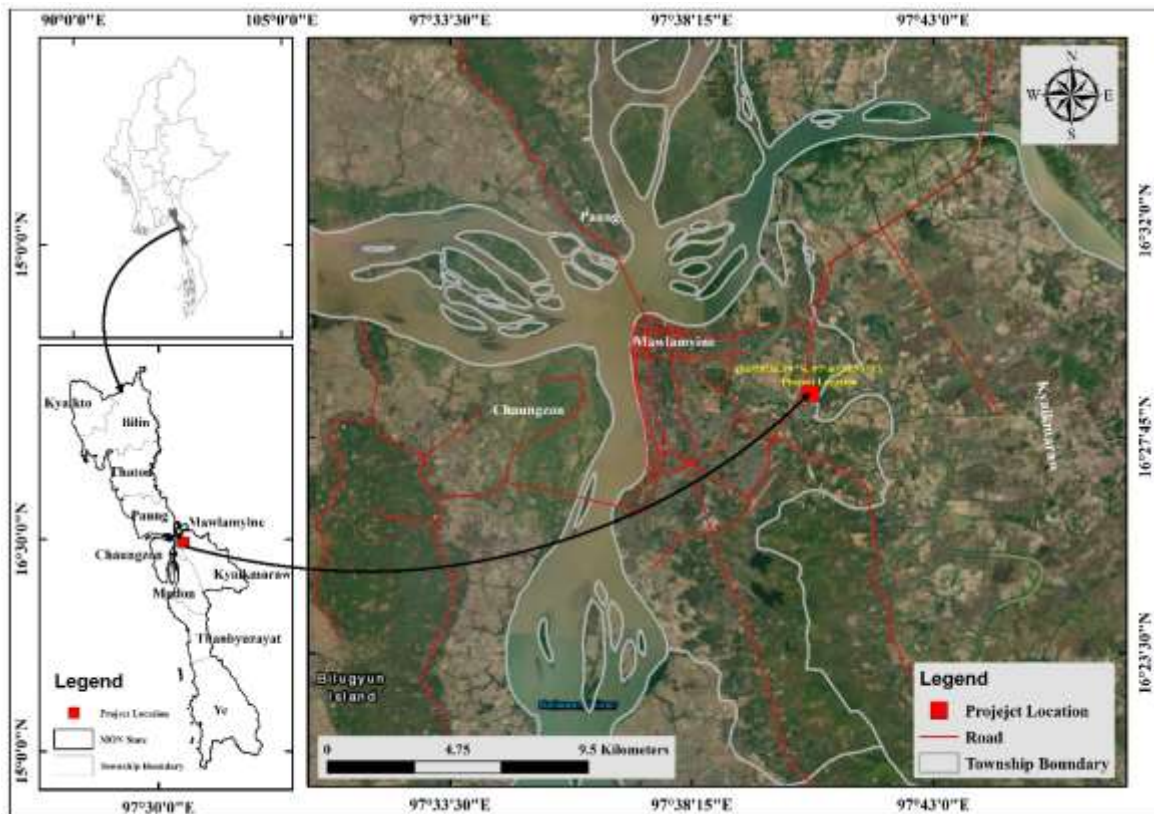 90°0'0"E
105°0'0"E
97°33'30"E
97°38'15"E
97°43'0"E
15°0'0"N
W
E
S
Paung
16°32'0"N
Mawlamyine
Project Location
Chaungzon
Kyaikmaraw
16°27'45"N
Kyaikto
Bilin
Thaton
Paung
Mawlamyine
16°30'0"N
Chaungzon
Kyaikmaraw
Mudon
Thanbyuzayat
Ye
16°23'30"N
Bilugyun
Island
Legend
Project Location
MON State
Township Boundary
15°0'0"N
97°30'0"E
0
4.75
9.5 Kilometers
Legend
Projejct Location
Road
Township Boundary
97°33'30"E
97°38'15"E
97°43'0"E